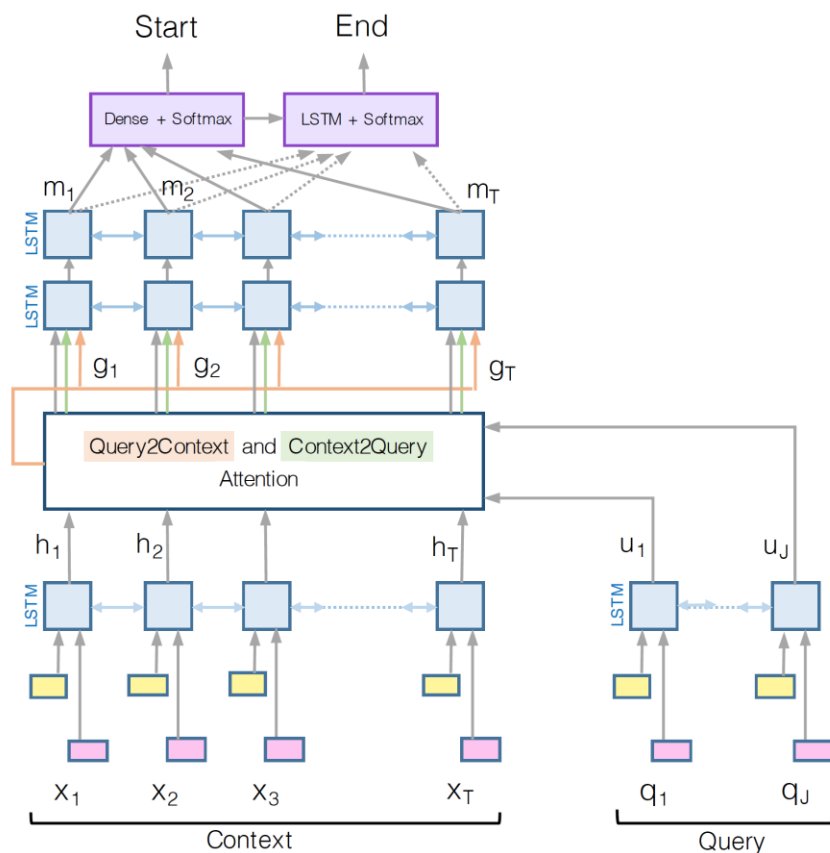 Start End
Dense + Softmax LSTM + Softmax
m1 m2 mT
LSTM
LSTM
g1 g2 gT
Query2Context and Context2Query
Attention
h1 h2 hT u1 uJ
LSTM LSTM
x1 x2 x3 xT q1 qJ
Context Query